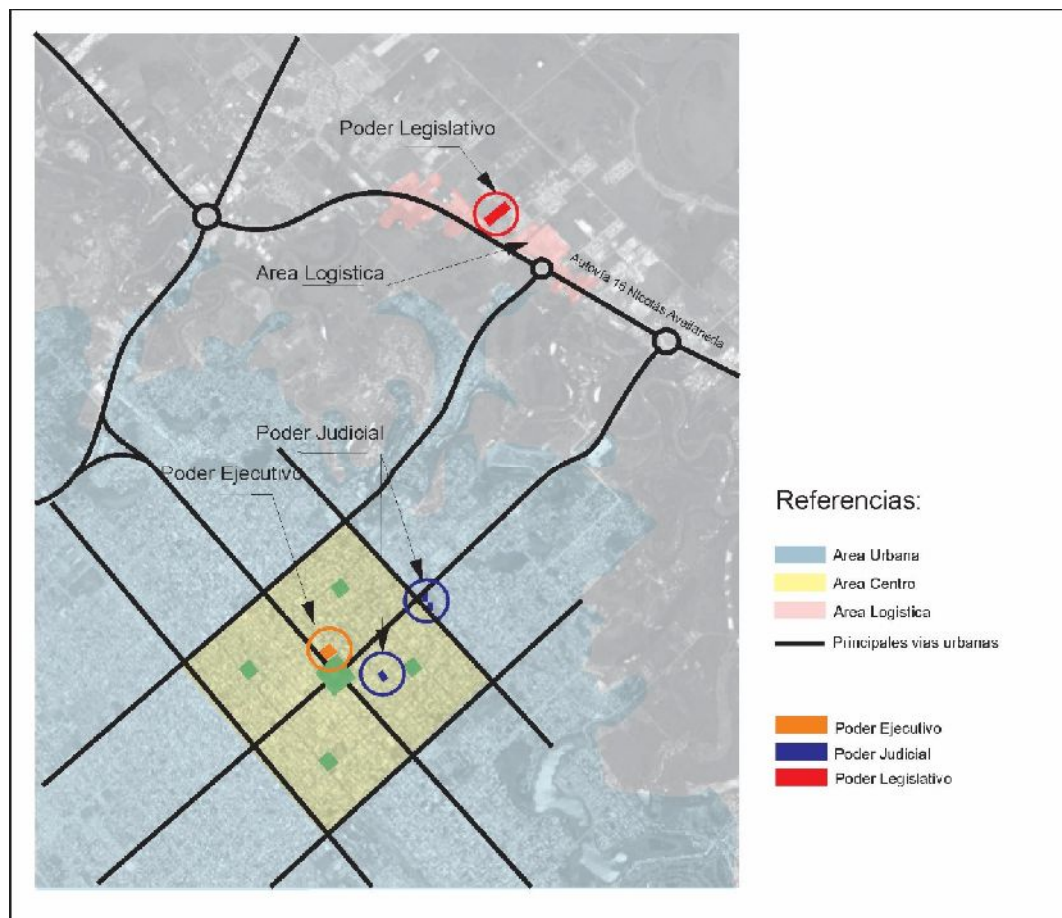 Poder Legislativo
Area Logistica
Autovía 16 Nicolás Avellaneda
Poder Judicial
Poder Ejecutivo
Referencias:
Area Urbana
Area Centro
Area Logistica
Principales vias urbanas
Poder Ejecutivo
Poder Judicial
Poder Legislativo